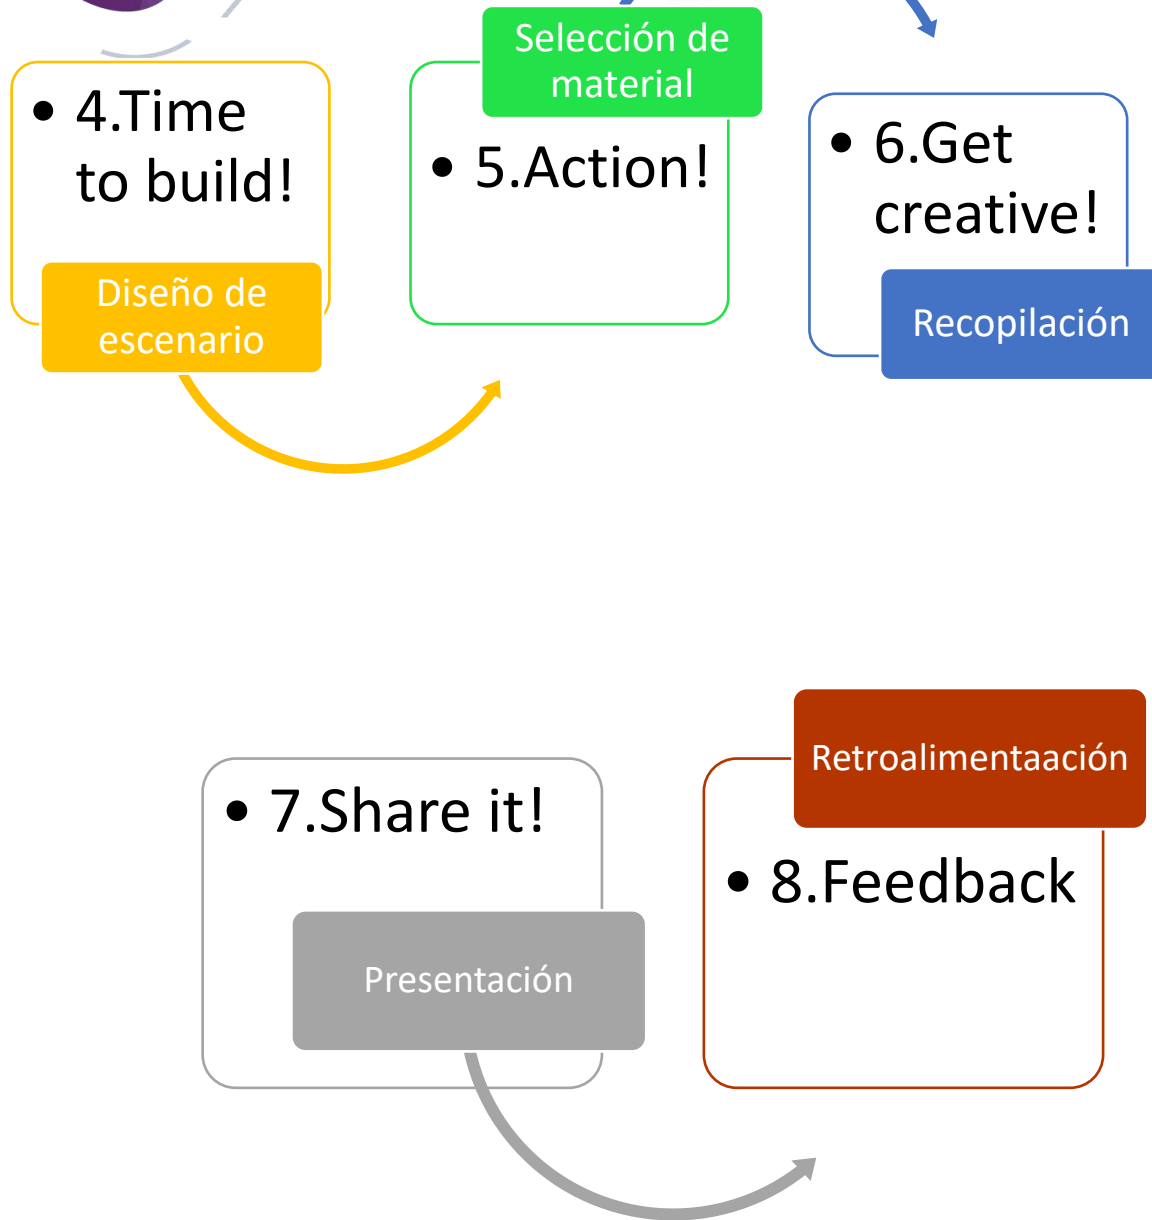 Selección de
material
• 4.Time
to build!
Diseño de
escenario
• 5.Action!
• 6.Get
creative!
Recopilación
• 7.Share it!
Presentación
Retroalimentaación
• 8.Feedback